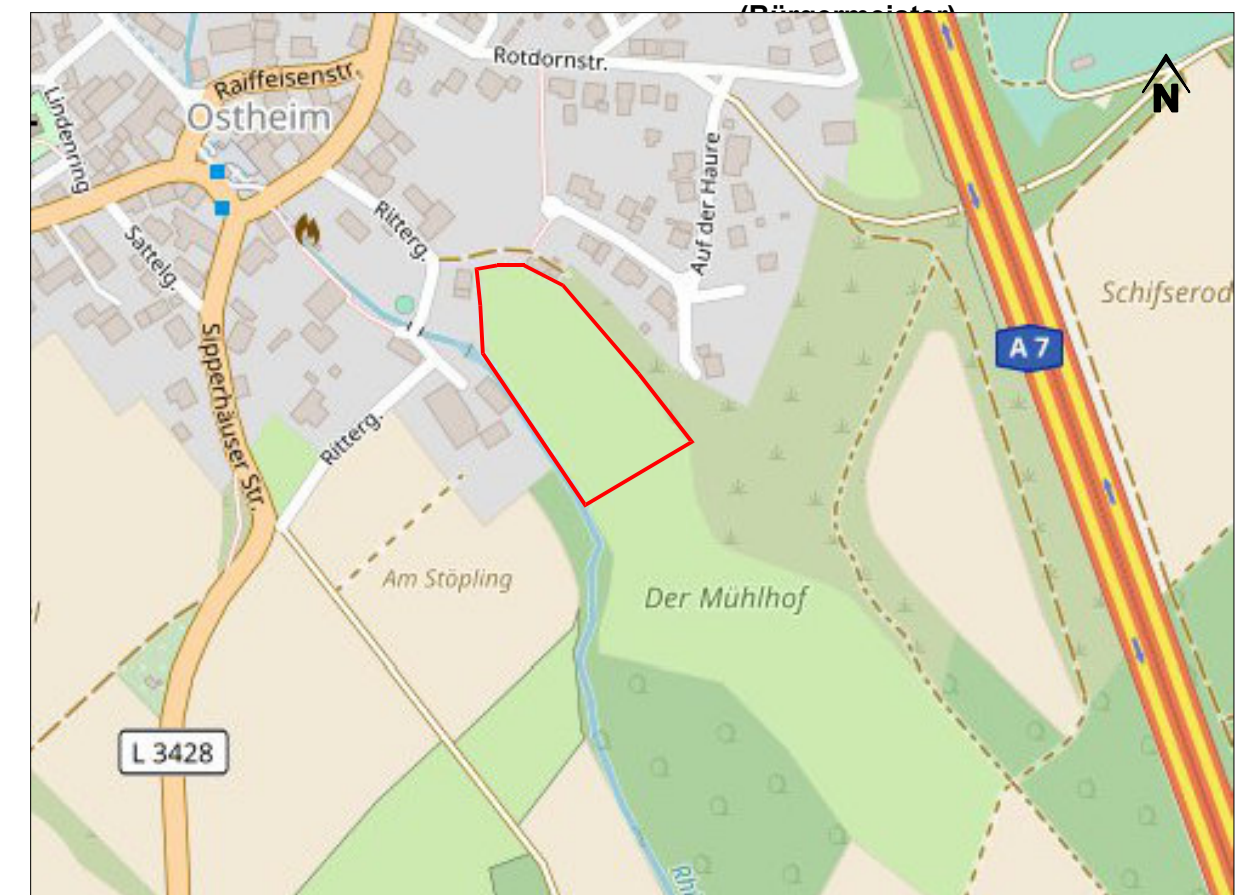 (Bürgermeister)
Rotdornstr.
Raiffeisenstr.
Ostheim
Lindenring
N
Auf der Haure
Ritterg.
Sattelg.
Schifserod
A 7
Sipperhäuser Str.
Ritterg.
Am Stöpling
Der Mühlhof
L 3428